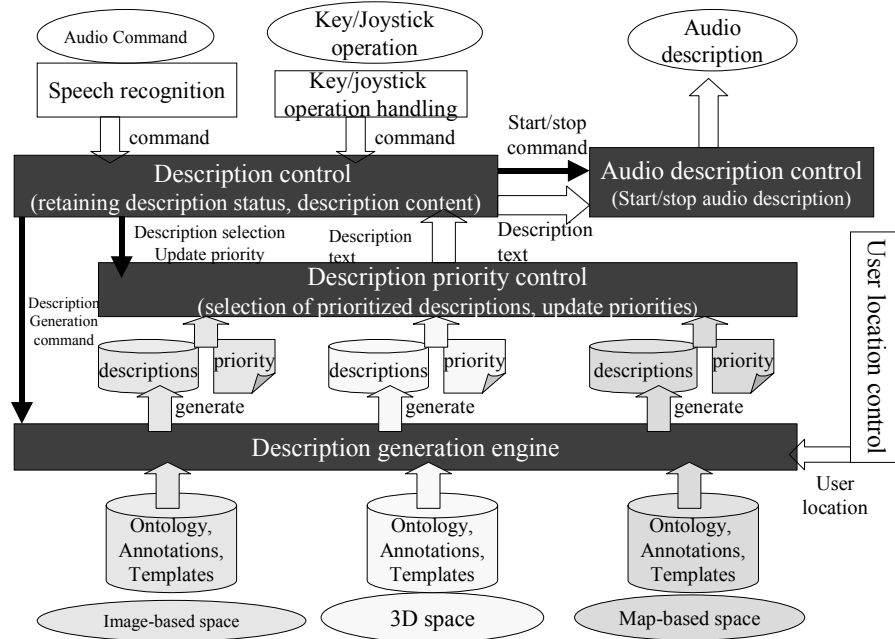 Audio Command
Key/Joystick
operation
Audio
description
Speech recognition
Key/joystick
operation handling
command
command
Start/stop
command
Description control
(retaining description status, description content)
Audio description control
(Start/stop audio description)
Description selection
Update priority
Description
text
Description
text
User location control
Description priority control
(selection of prioritized descriptions, update priorities)
Description
Generation
command
descriptions
priority
descriptions
priority
descriptions
priority
generate
generate
generate
Description generation engine
User
location
Ontology,
Annotations,
Templates
Ontology,
Annotations,
Templates
Ontology,
Annotations,
Templates
Image-based space
3D space
Map-based space